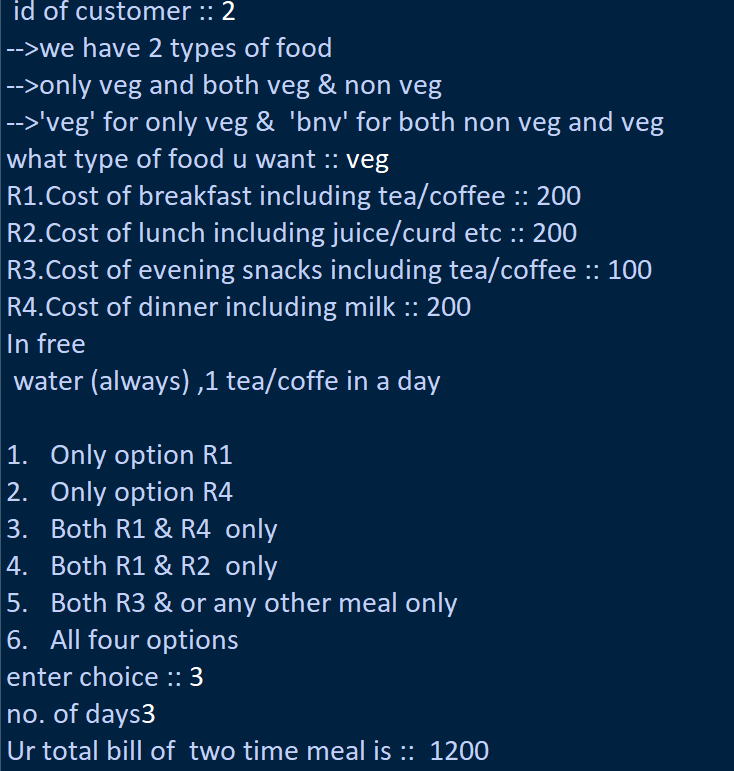 id of customer :: 2
-->we have 2 types of food
-->only veg and both veg & non veg
-->'veg' for only veg &  'bnv' for both non veg and veg
what type of food u want :: veg
R1.Cost of breakfast including tea/coffee :: 200
R2.Cost of lunch including juice/curd etc :: 200
R3.Cost of evening snacks including tea/coffee :: 100
R4.Cost of dinner including milk :: 200
In free
water (always) ,1 tea/coffe in a day
1.   Only option R1
2.   Only option R4
3.   Both R1 & R4  only
4.   Both R1 & R2  only
5.   Both R3 & or any other meal only
6.   All four options
enter choice :: 3
no. of days3
Ur total bill of  two time meal is ::  1200